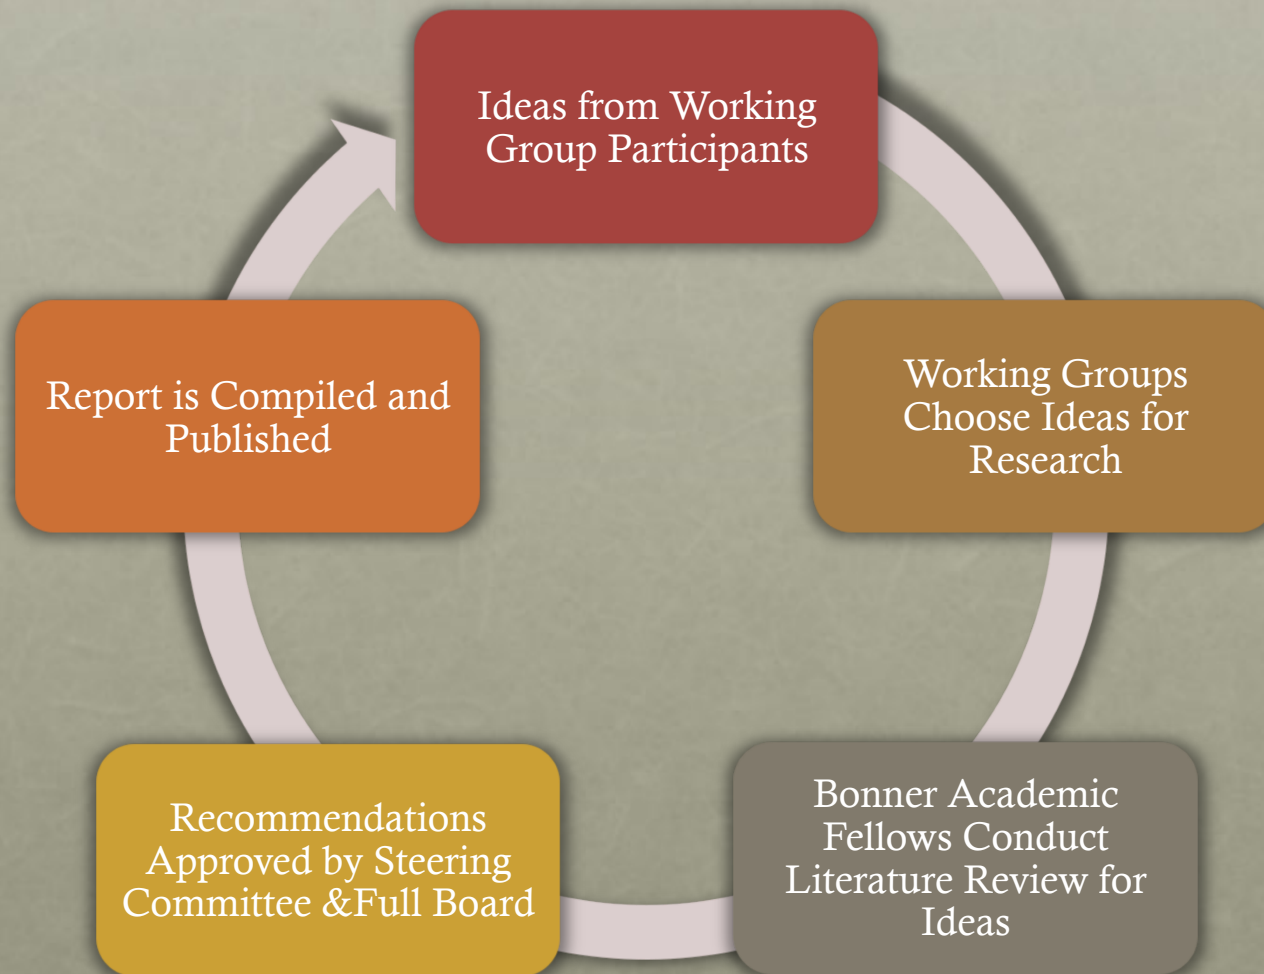 Ideas from Working
Group Participants
Working Groups
Choose Ideas for
Research
Bonner Academic
Fellows Conduct
Literature Review for
Ideas
Recommendations
Approved by Steering
Committee &Full Board
Report is Compiled and
Published